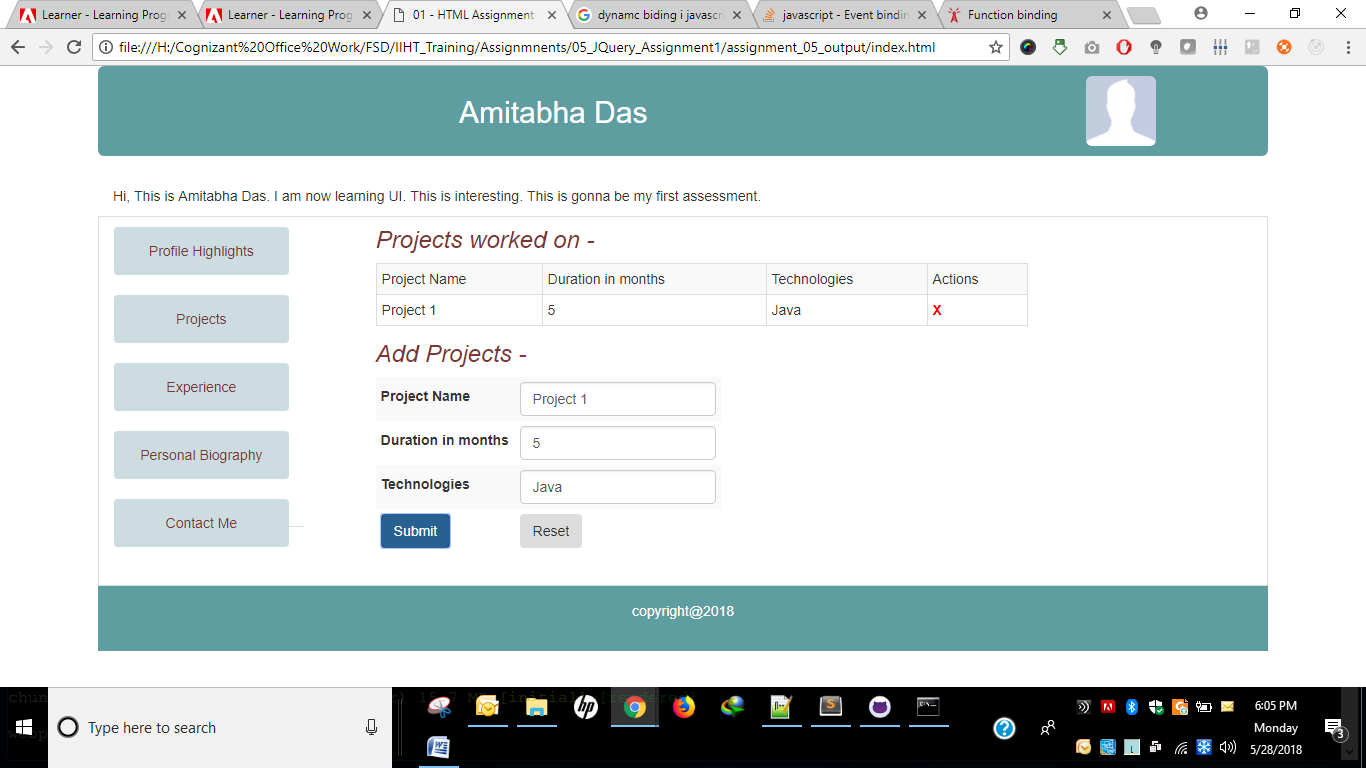 Learner - Learning Prog
Learner - Learning Prog
01 - HTML Assignment
dynamc biding i javascr
javascript - Event bindin
Function binding
file:///H:/Cognizant%20Office%20Work/FSD/IIHT_Training/Assignmnents/05_JQuery_Assignment1/assignment_05_output/index.html
Amitabha Das
Hi, This is Amitabha Das. I am now learning UI. This is interesting. This is gonna be my first assessment.
Profile Highlights
Projects
Experience
Personal Biography
Contact Me
Projects worked on -
Project Name Duration in months Technologies Actions
Project 1 5 Java X
Add Projects -
Project Name Project 1
Duration in months 5
Technologies Java
Submit Reset
copyright@2018
Type here to search
6:05 PM
Monday
5/28/2018
3